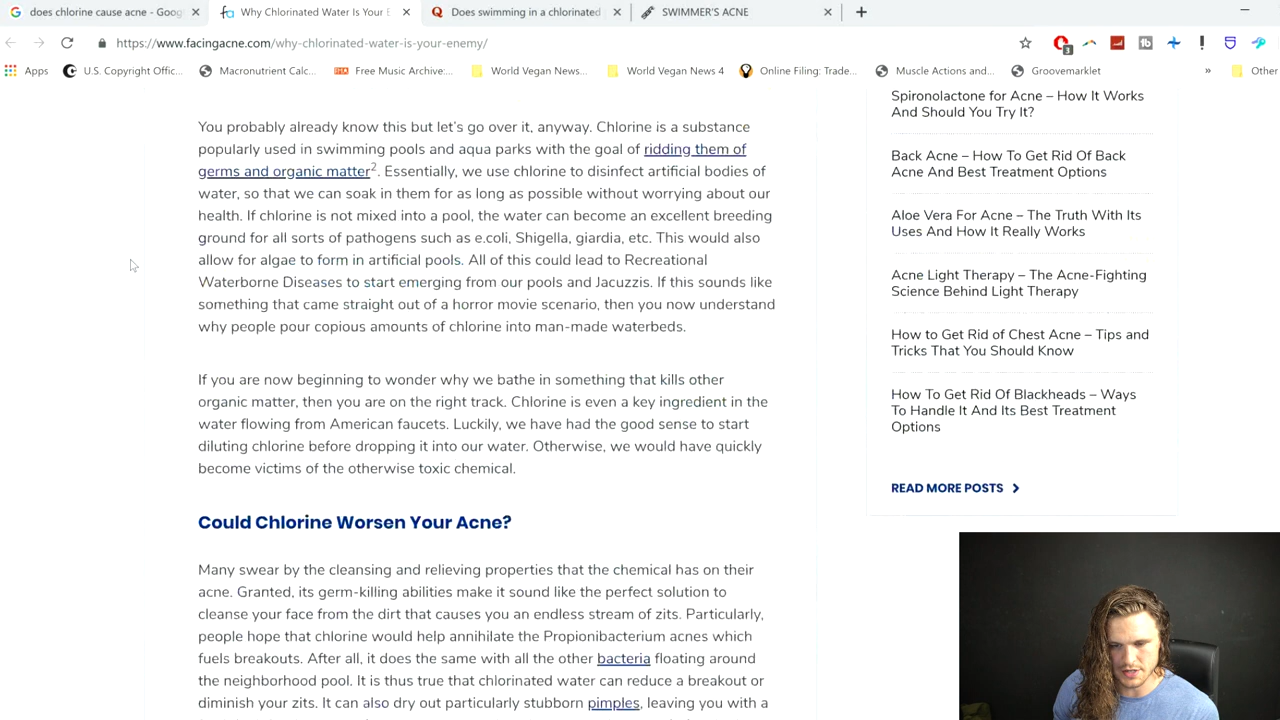 does chlorine cause acne - Goog
Why Chlorinated Water Is Your E
Does swimming in a chlorinated
SWIMMER'S ACNE
https://www.facingacne.com/why-chlorinated-water-is-your-enemy/
3
Apps
U.S. Copyright Offic...
Macronutrient Calc...
Free Music Archive:...
World Vegan News...
World Vegan News 4
Online Filing: Trade...
Muscle Actions and...
Groovemarklet
»
Other
You probably already know this but let's go over it, anyway. Chlorine is a substance
popularly used in swimming pools and aqua parks with the goal of ridding them of
germs and organic matter2. Essentially, we use chlorine to disinfect artificial bodies of
water, so that we can soak in them for as long as possible without worrying about our
health. If chlorine is not mixed into a pool, the water can become an excellent breeding
ground for all sorts of pathogens such as e.coli, Shigella, giardia, etc. This would also
allow for algae to form in artificial pools. All of this could lead to Recreational
Waterborne Diseases to start emerging from our pools and Jacuzzis. If this sounds like
something that came straight out of a horror movie scenario, then you now understand
why people pour copious amounts of chlorine into man-made waterbeds.
If you are now beginning to wonder why we bathe in something that kills other
organic matter, then you are on the right track. Chlorine is even a key ingredient in the
water flowing from American faucets. Luckily, we have had the good sense to start
diluting chlorine before dropping it into our water. Otherwise, we would have quickly
become victims of the otherwise toxic chemical.
Could Chlorine Worsen Your Acne?
Many swear by the cleansing and relieving properties that the chemical has on their
acne. Granted, its germ-killing abilities make it sound like the perfect solution to
cleanse your face from the dirt that causes you an endless stream of zits. Particularly,
people hope that chlorine would help annihilate the Propionibacterium acnes which
fuels breakouts. After all, it does the same with all the other bacteria floating around
the neighborhood pool. It is thus true that chlorinated water can reduce a breakout or
diminish your zits. It can also dry out particularly stubborn pimples, leaving you with a
Spironolactone for Acne – How It Works
And Should You Try It?
Back Acne – How To Get Rid Of Back
Acne And Best Treatment Options
Aloe Vera For Acne – The Truth With Its
Uses And How It Really Works
Acne Light Therapy – The Acne-Fighting
Science Behind Light Therapy
How to Get Rid of Chest Acne – Tips and
Tricks That You Should Know
How To Get Rid Of Blackheads – Ways
To Handle It And Its Best Treatment
Options
READ MORE POSTS